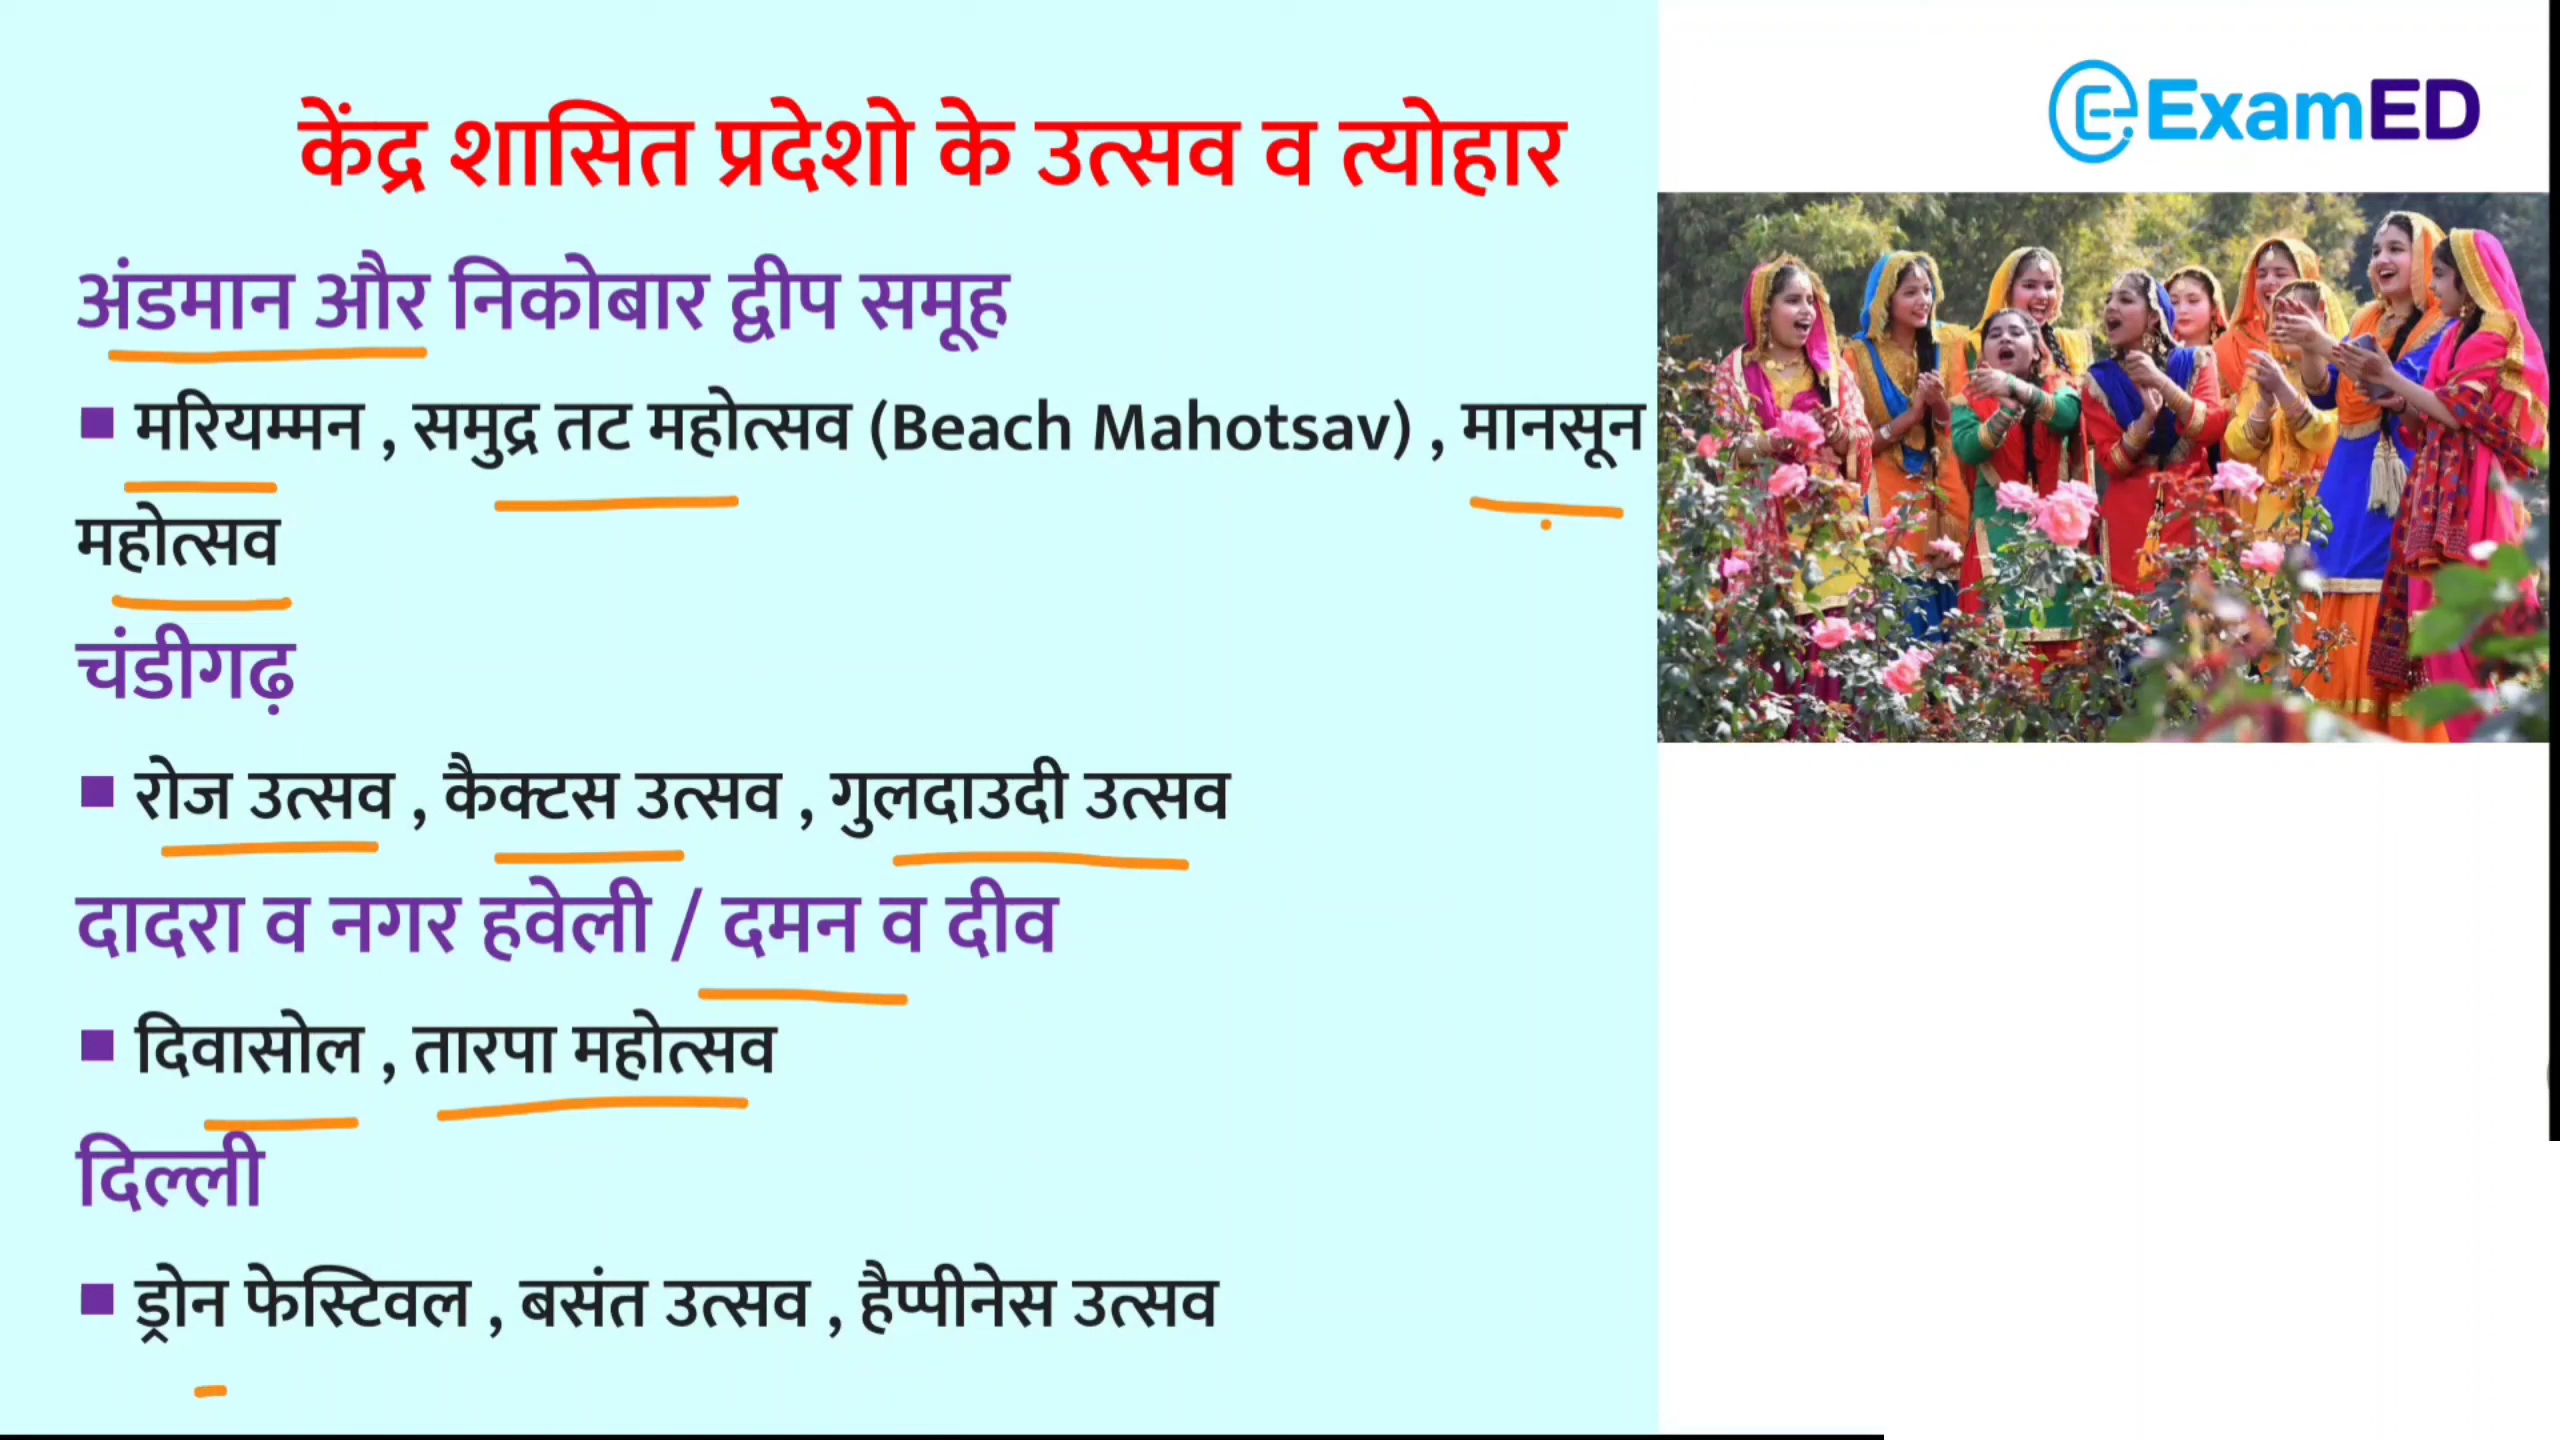 केंद्र शासित प्रदेशो के उत्सव व त्योहार
ExamED
अंडमान और निकोबार द्वीप समूह
मरियम्मन , समुद्र तट महोत्सव (Beach Mahotsav) , मानसून
महोत्सव
चंडीगढ़
रोज उत्सव , कैक्टस उत्सव , गुलदाउदी उत्सव
दादरा व नगर हवेली / दमन व दीव
दिवासोल , तारपा महोत्सव
दिल्ली
ड्रोन फेस्टिवल , बसंत उत्सव , हैप्पीनेस उत्सव